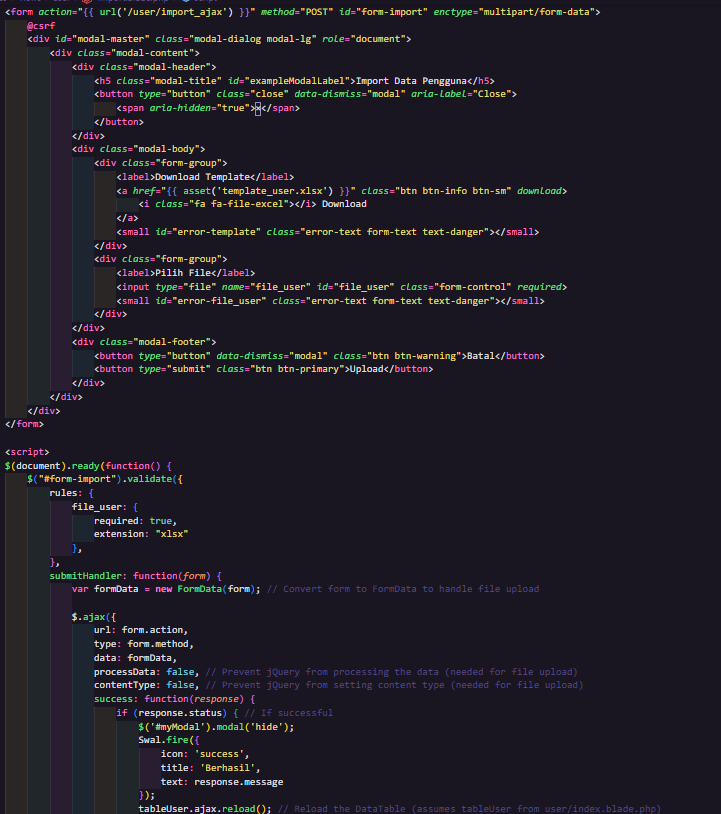 <form action="{{ url('/user/import_ajax') }}" method="POST" id="form-import" enctype="multipart/form-data">
    @csrf
    <div id="modal-master" class="modal-dialog modal-lg" role="document">
        <div class="modal-content">
            <div class="modal-header">
                <h5 class="modal-title" id="exampleModalLabel">Import Data Pengguna</h5>
                <button type="button" class="close" data-dismiss="modal" aria-label="Close">
                    <span aria-hidden="true">×</span>
                </button>
            </div>
            <div class="modal-body">
                <div class="form-group">
                    <label>Download Template</label>
                    <a href="{{ asset('template_user.xlsx') }}" class="btn btn-info btn-sm" download>
                        <i class="fa fa-file-excel"></i> Download
                    </a>
                    <small id="error-template" class="error-text form-text text-danger"></small>
                </div>
                <div class="form-group">
                    <label>Pilih File</label>
                    <input type="file" name="file_user" id="file_user" class="form-control" required>
                    <small id="error-file_user" class="error-text form-text text-danger"></small>
                </div>
            </div>
            <div class="modal-footer">
                <button type="button" data-dismiss="modal" class="btn btn-warning">Batal</button>
                <button type="submit" class="btn btn-primary">Upload</button>
            </div>
        </div>
    </div>
</form>

<script>
$(document).ready(function() {
    $("#form-import").validate({
        rules: {
            file_user: {
                required: true,
                extension: "xlsx"
            },
        },
        submitHandler: function(form) {
            var formData = new FormData(form); // Convert form to FormData to handle file upload

            $.ajax({
                url: form.action,
                type: form.method,
                data: formData,
                processData: false, // Prevent jQuery from processing the data (needed for file upload)
                contentType: false, // Prevent jQuery from setting content type (needed for file upload)
                success: function(response) {
                    if (response.status) { // If successful
                        $('#myModal').modal('hide');
                        Swal.fire({
                            icon: 'success',
                            title: 'Berhasil',
                            text: response.message
                        });
                        tableUser.ajax.reload(); // Reload the DataTable (assumes tableUser from user/index.blade.php)